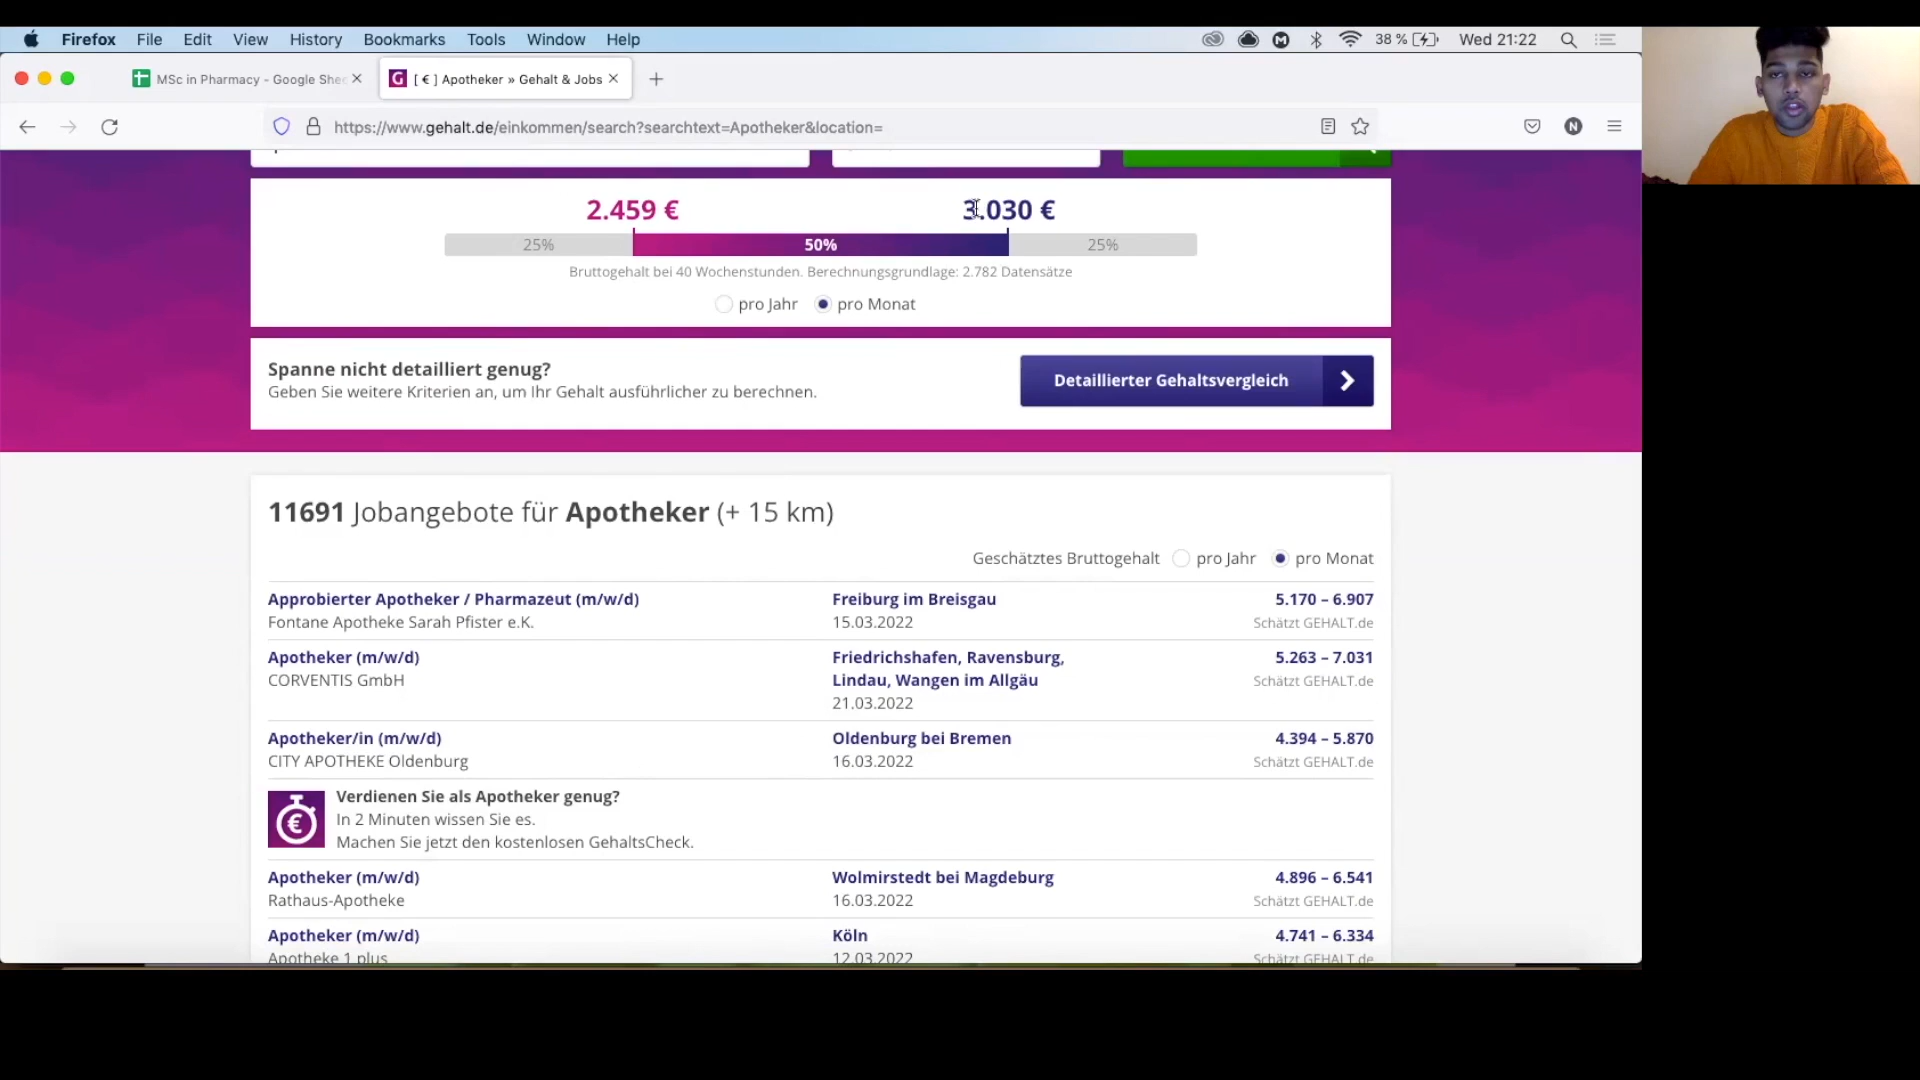 Firefox File Edit View History Bookmarks Tools Window Help
38 % Wed 21:22
MSc in Pharmacy - Google She
[ € ] Apotheker » Gehalt & Jobs
https://www.gehalt.de/einkommen/search?searchtext=Apotheker&location=
N
2.459 € 3.030 €
25% 50% 25%
Bruttogehalt bei 40 Wochenstunden. Berechnungsgrundlage: 2.782 Datensätze
pro Jahr pro Monat
Spanne nicht detailliert genug?
Geben Sie weitere Kriterien an, um Ihr Gehalt ausführlicher zu berechnen.
Detaillierter Gehaltsvergleich
11691 Jobangebote für Apotheker (+ 15 km)
Geschätztes Bruttogehalt pro Jahr pro Monat
Approbierter Apotheker / Pharmazeut (m/w/d) Freiburg im Breisgau 5.170 – 6.907
Fontane Apotheke Sarah Pfister e.K. 15.03.2022 Schätzt GEHALT.de
Apotheker (m/w/d) Friedrichshafen, Ravensburg, 5.263 – 7.031
CORVENTIS GmbH Lindau, Wangen im Allgäu Schätzt GEHALT.de
21.03.2022
Apotheker/in (m/w/d) Oldenburg bei Bremen 4.394 – 5.870
CITY APOTHEKE Oldenburg 16.03.2022 Schätzt GEHALT.de
Verdienen Sie als Apotheker genug?
In 2 Minuten wissen Sie es.
Machen Sie jetzt den kostenlosen GehaltsCheck.
Apotheker (m/w/d) Wolmirstedt bei Magdeburg 4.896 – 6.541
Rathaus-Apotheke 16.03.2022 Schätzt GEHALT.de
Apotheker (m/w/d) Köln 4.741 – 6.334
Apotheke 1 plus 12.03.2022 Schätzt GEHALT.de